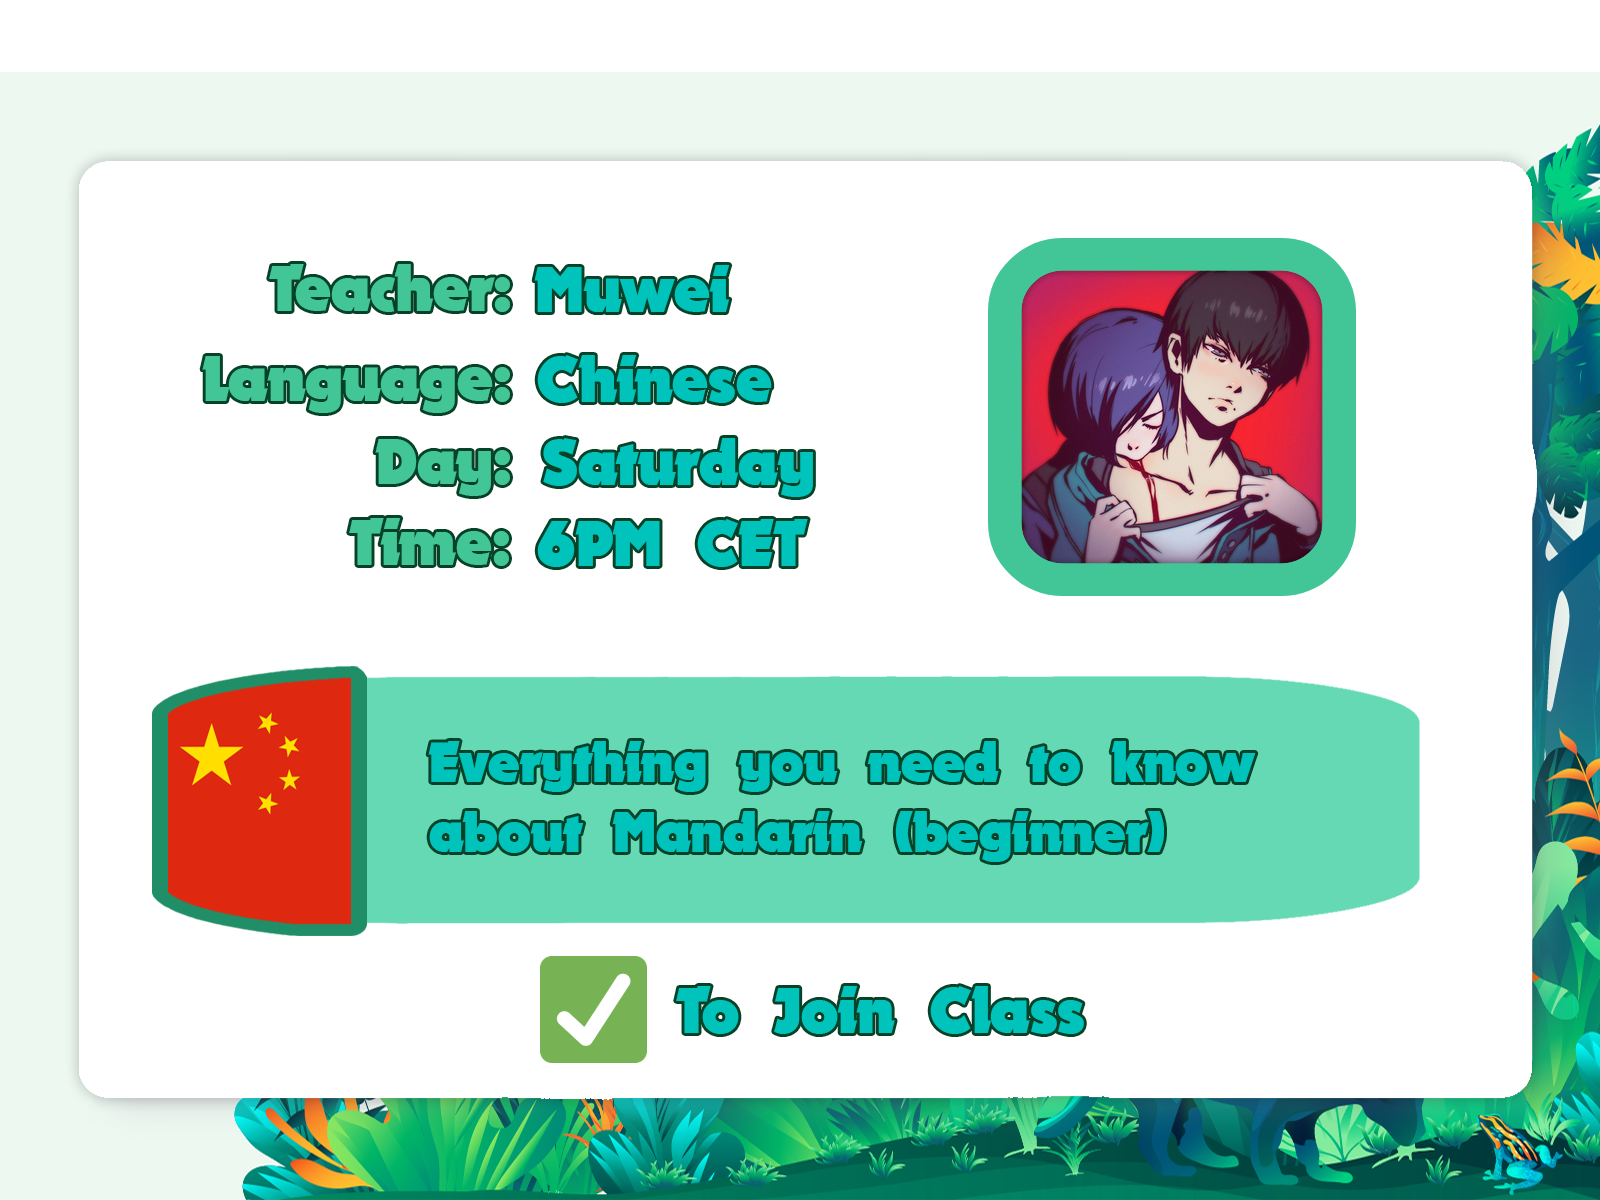 Teacher: Muwei
Language: Chinese
Day: Saturday
Time: 6PM CET
Everything you need to know
about Mandarin (beginner)
To Join Class